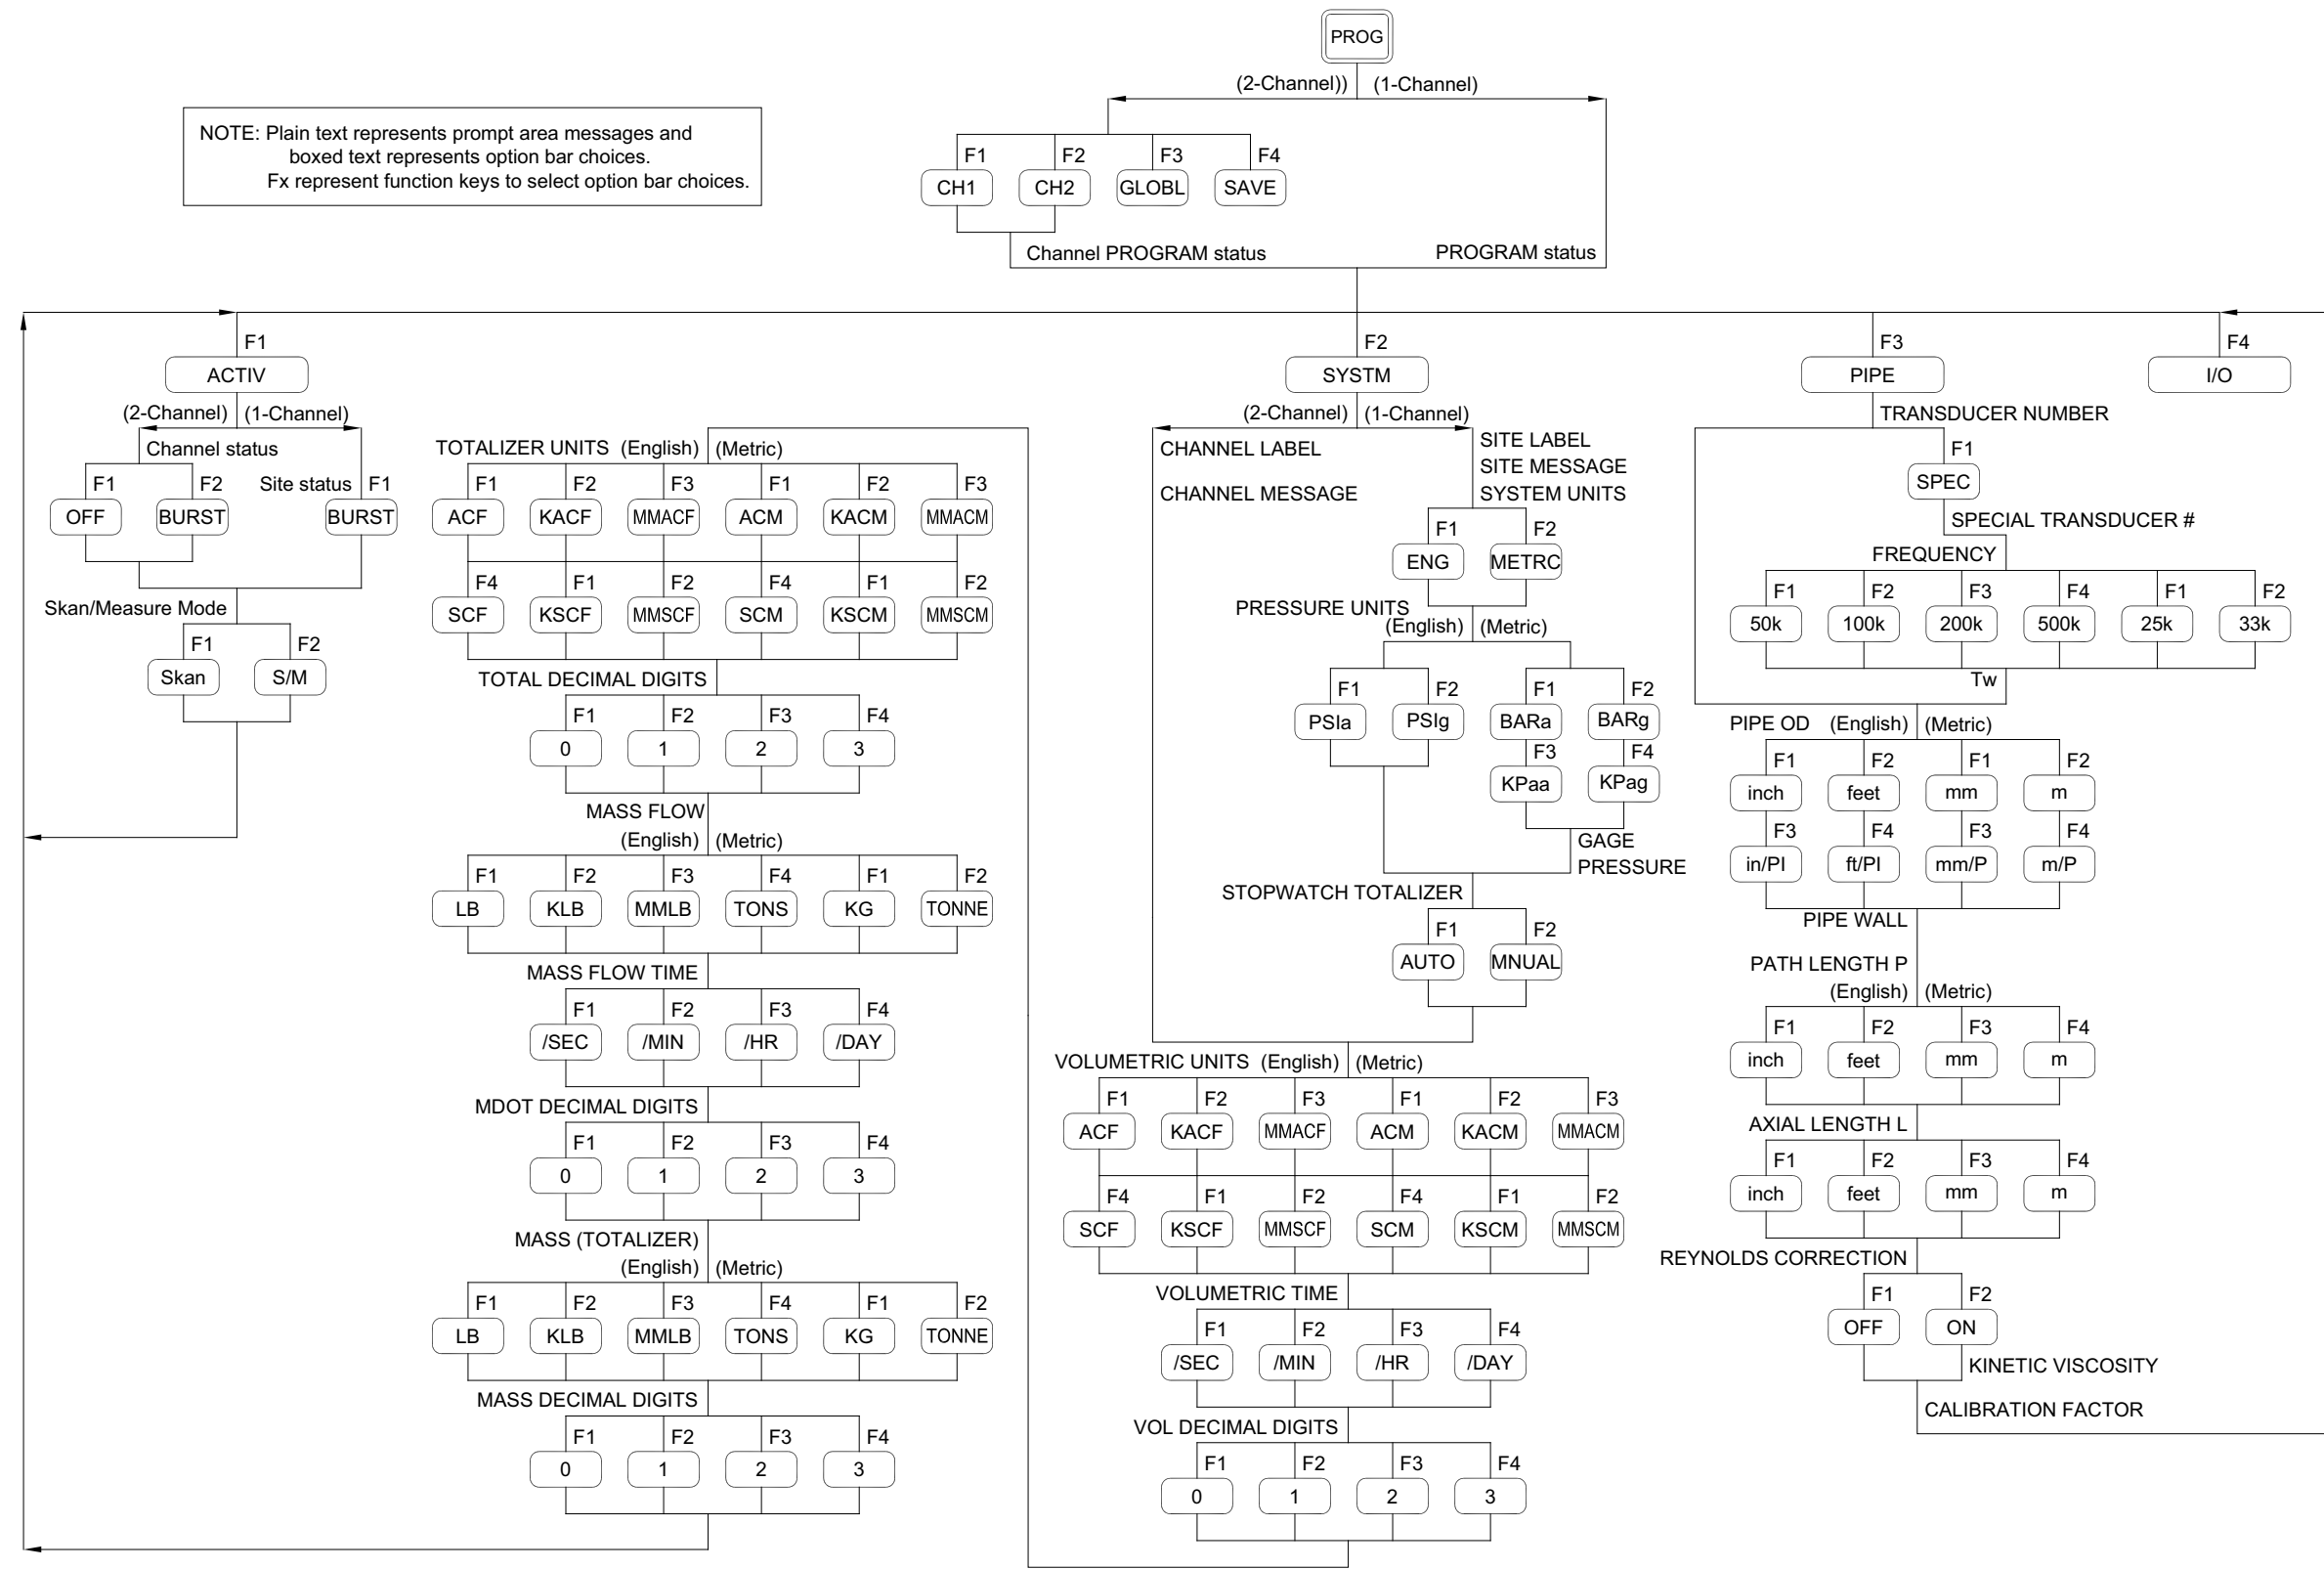 PROG
(2-Channel)) (1-Channel)
NOTE: Plain text represents prompt area messages and
boxed text represents option bar choices.
Fx represent function keys to select option bar choices.
F1 F2 F3 F4
CH1 CH2 GLOBL SAVE
Channel PROGRAM status PROGRAM status
F1
ACTIV
(2-Channel) (1-Channel)
Channel status
F1 F2 Site status F1
OFF BURST BURST
Skan/Measure Mode
F1 F2
Skan S/M
TOTALIZER UNITS (English) (Metric)
F1 F2 F3 F1 F2 F3
ACF KACF MMACF ACM KACM MMACM
F4 F1 F2 F4 F1 F2
SCF KSCF MMSCF SCM KSCM MMSCM
TOTAL DECIMAL DIGITS
F1 F2 F3 F4
0 1 2 3
MASS FLOW
(English) (Metric)
F1 F2 F3 F4 F1 F2
LB KLB MMLB TONS KG TONNE
MASS FLOW TIME
F1 F2 F3 F4
/SEC /MIN /HR /DAY
MDOT DECIMAL DIGITS
F1 F2 F3 F4
0 1 2 3
MASS (TOTALIZER)
(English) (Metric)
F1 F2 F3 F4 F1 F2
LB KLB MMLB TONS KG TONNE
MASS DECIMAL DIGITS
F1 F2 F3 F4
0 1 2 3
F2
SYSTM
(2-Channel) (1-Channel)
CHANNEL LABEL
CHANNEL MESSAGE
SITE LABEL
SITE MESSAGE
SYSTEM UNITS
F1 F2
ENG METRC
PRESSURE UNITS
(English) (Metric)
F1 F2 F1 F2
PSIa PSIg BARa BARg
F3 F4
KPaa KPag
GAGE
PRESSURE
STOPWATCH TOTALIZER
F1 F2
AUTO MNUAL
VOLUMETRIC UNITS (English) (Metric)
F1 F2 F3 F1 F2 F3
ACF KACF MMACF ACM KACM MMACM
F4 F1 F2 F4 F1 F2
SCF KSCF MMSCF SCM KSCM MMSCM
VOLUMETRIC TIME
F1 F2 F3 F4
/SEC /MIN /HR /DAY
VOL DECIMAL DIGITS
F1 F2 F3 F4
0 1 2 3
F3
PIPE
TRANSDUCER NUMBER
F1
SPEC
SPECIAL TRANSDUCER #
FREQUENCY
F1 F2 F3 F4 F1 F2
50k 100k 200k 500k 25k 33k
Tw
PIPE OD (English) (Metric)
F1 F2 F1 F2
inch feet mm m
F3 F4 F3 F4
in/PI ft/PI mm/P m/P
PIPE WALL
PATH LENGTH P
(English) (Metric)
F1 F2 F3 F4
inch feet mm m
AXIAL LENGTH L
F1 F2 F3 F4
inch feet mm m
REYNOLDS CORRECTION
F1 F2
OFF ON
KINETIC VISCOSITY
CALIBRATION FACTOR
F4
I/O